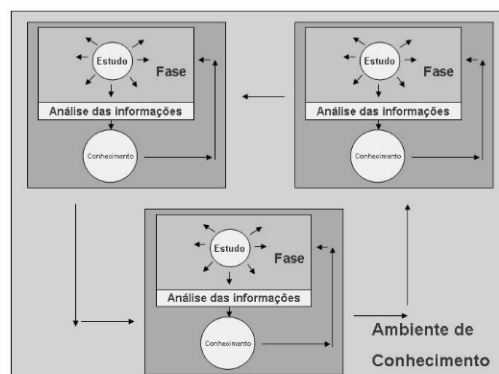 Estudo
Fase
Análise das informações
Conhecimento
Estudo
Fase
Análise das informações
Conhecimento
Estudo
Fase
Análise das informações
Conhecimento
Ambiente de
Conhecimento